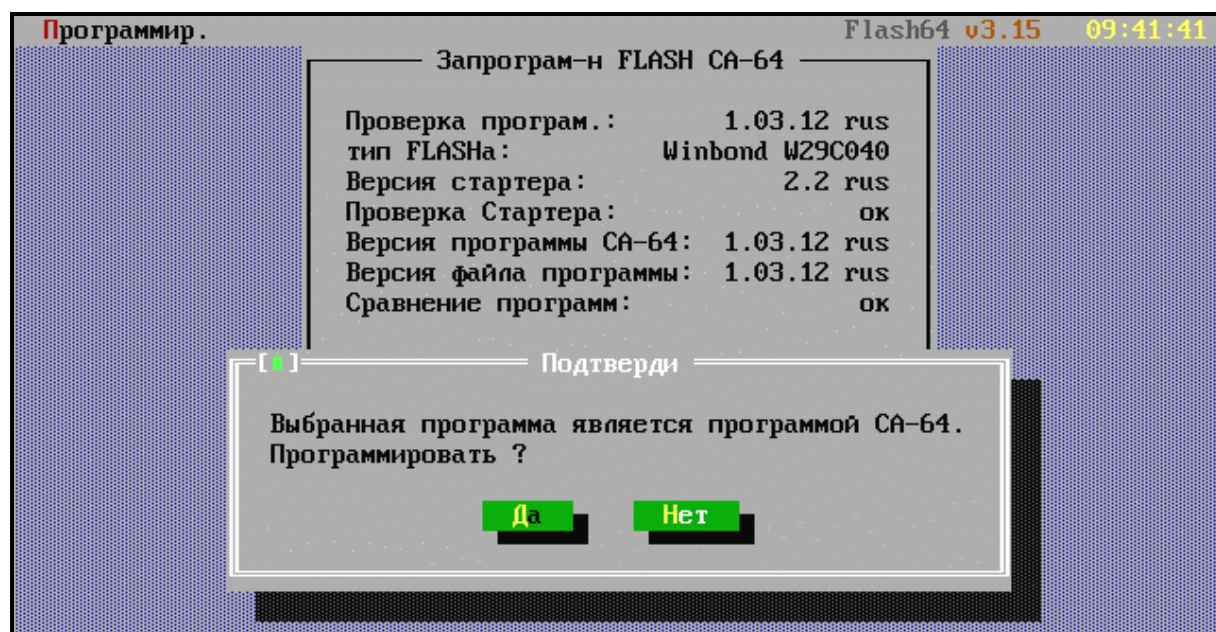 Программир. Flash64 v3.15 09:41:41
Запрограм-н FLASH CA-64
Проверка програм.: 1.03.12 rus
тип FLASHа: Winbond W29C040
Версия стартера: 2.2 rus
Проверка Стартера: ок
Версия программы CA-64: 1.03.12 rus
Версия файла программы: 1.03.12 rus
Сравнение программ: ок
Подтверди
Выбранная программа является программой CA-64.
Программировать ?
Да Нет